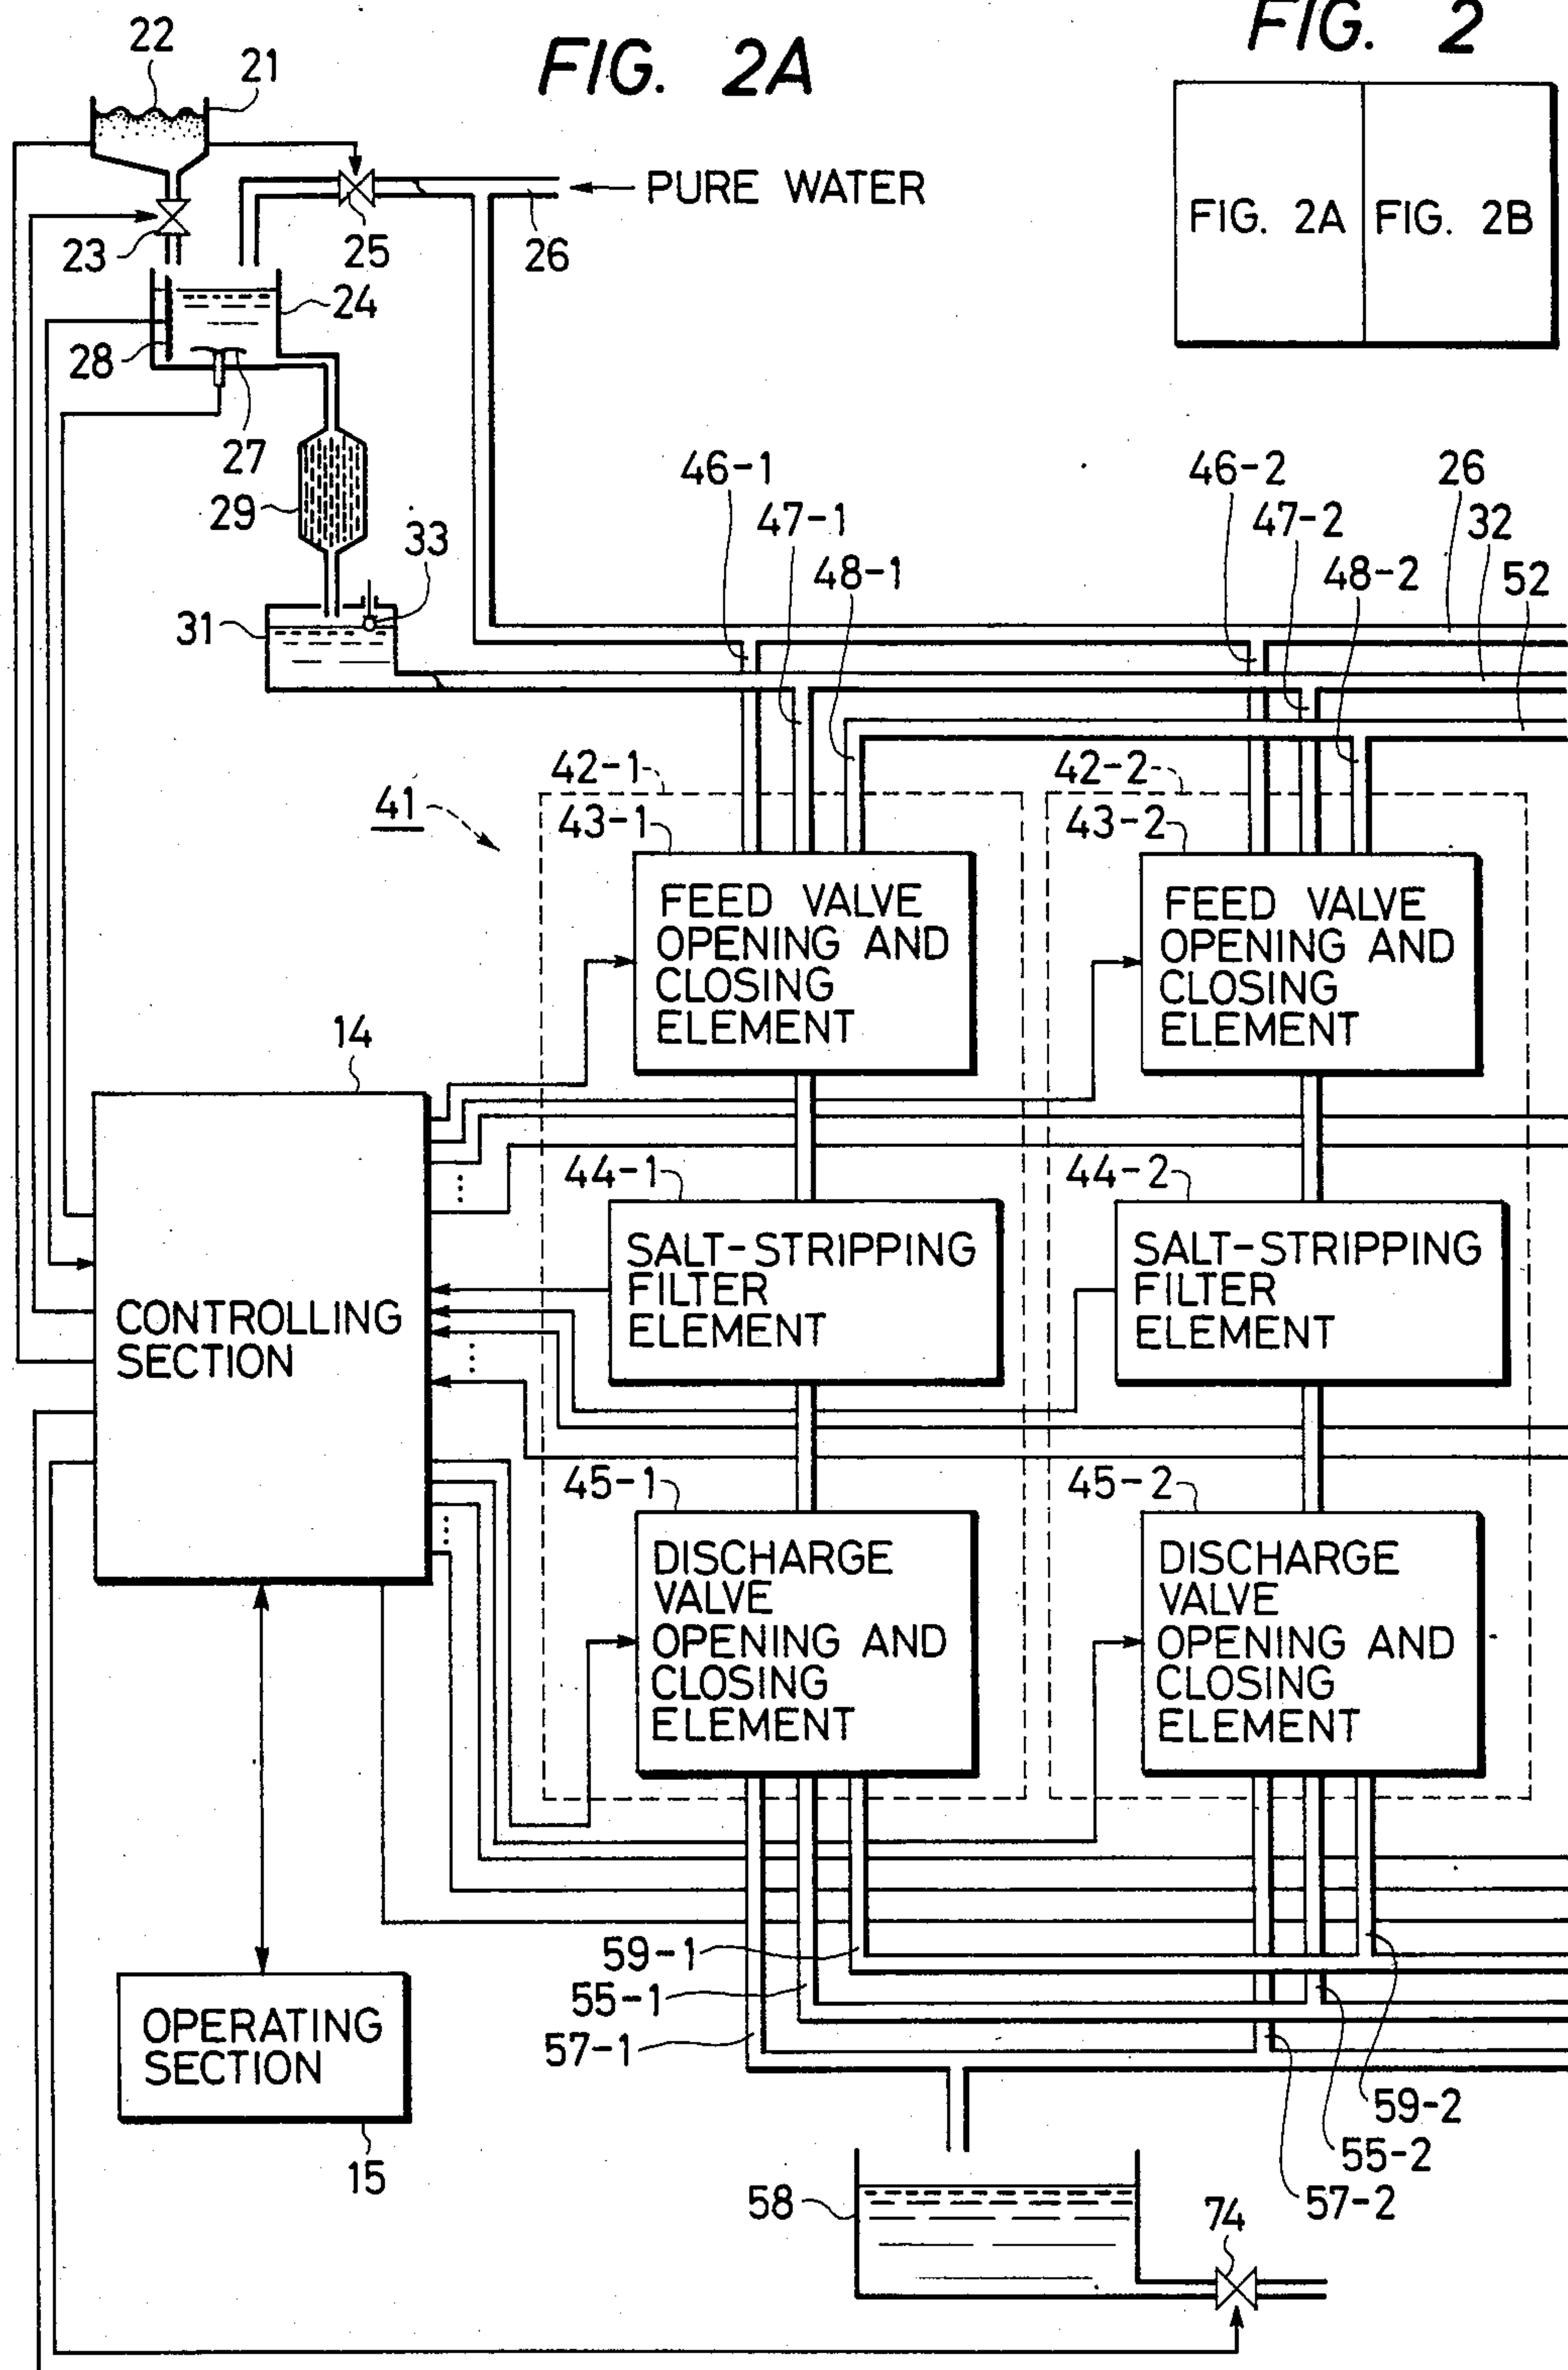 FIG. 2A
FIG. 2
22
21
PURE WATER
FIG. 2A
FIG. 2B
23
25
26
24
28
27
29
33
31
46-1
47-1
48-1
46-2
47-2
48-2
26
32
52
41
42-1
43-1
42-2
43-2
FEED VALVE
OPENING AND
CLOSING
ELEMENT
FEED VALVE
OPENING AND
CLOSING
ELEMENT
14
44-1
44-2
CONTROLLING
SECTION
SALT-STRIPPING
FILTER
ELEMENT
SALT-STRIPPING
FILTER
ELEMENT
45-1
45-2
DISCHARGE
VALVE
OPENING AND
CLOSING
ELEMENT
DISCHARGE
VALVE
OPENING AND
CLOSING
ELEMENT
59-1
55-1
57-1
OPERATING
SECTION
15
59-2
55-2
57-2
58
74